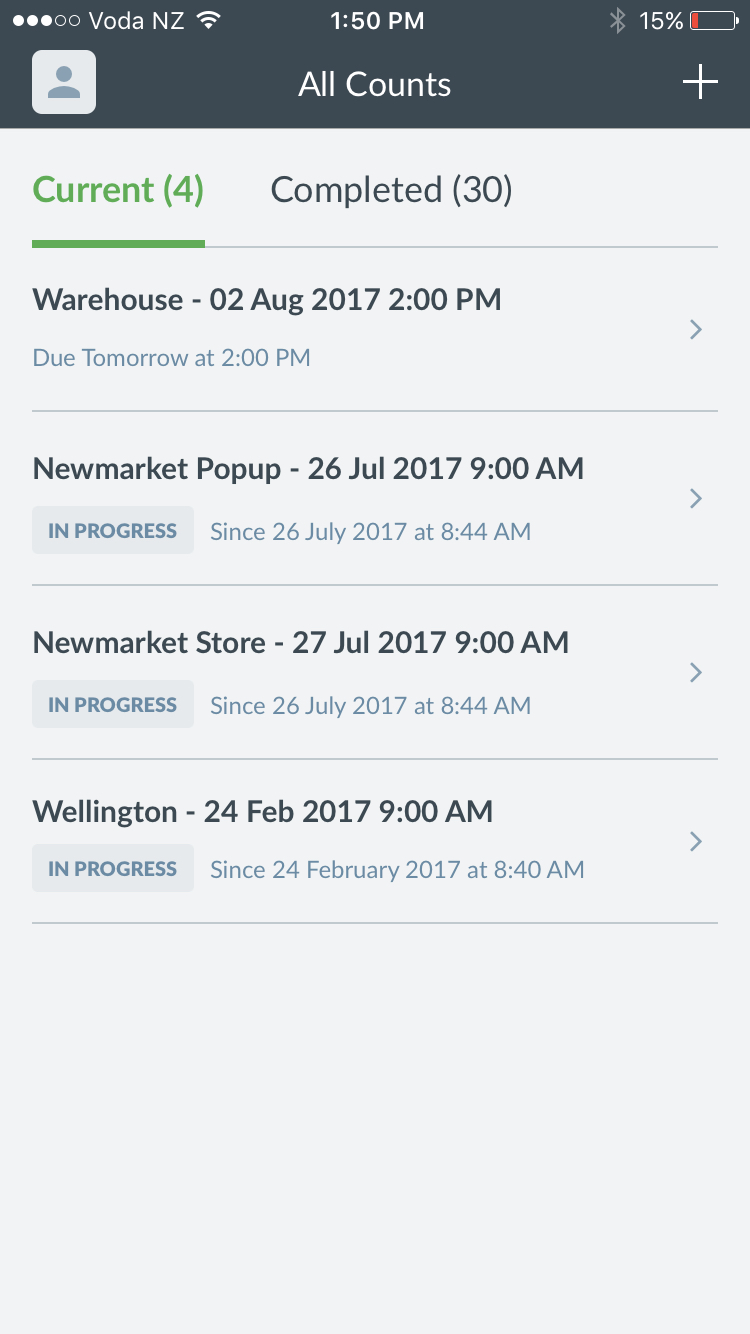 Voda NZ 1:50 PM 15%
All Counts
Current (4) Completed (30)
Warehouse - 02 Aug 2017 2:00 PM
Due Tomorrow at 2:00 PM
Newmarket Popup - 26 Jul 2017 9:00 AM
IN PROGRESS Since 26 July 2017 at 8:44 AM
Newmarket Store - 27 Jul 2017 9:00 AM
IN PROGRESS Since 26 July 2017 at 8:44 AM
Wellington - 24 Feb 2017 9:00 AM
IN PROGRESS Since 24 February 2017 at 8:40 AM